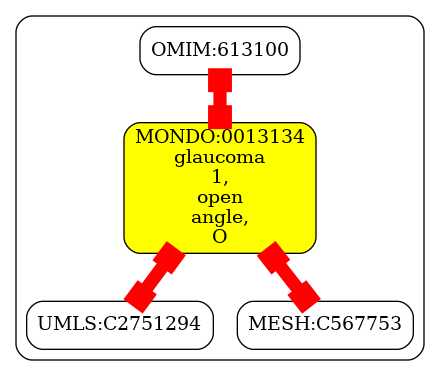 OMIM:613100
MONDO:0013134
glaucoma
1,
open
angle,
O
UMLS:C2751294
MESH:C567753